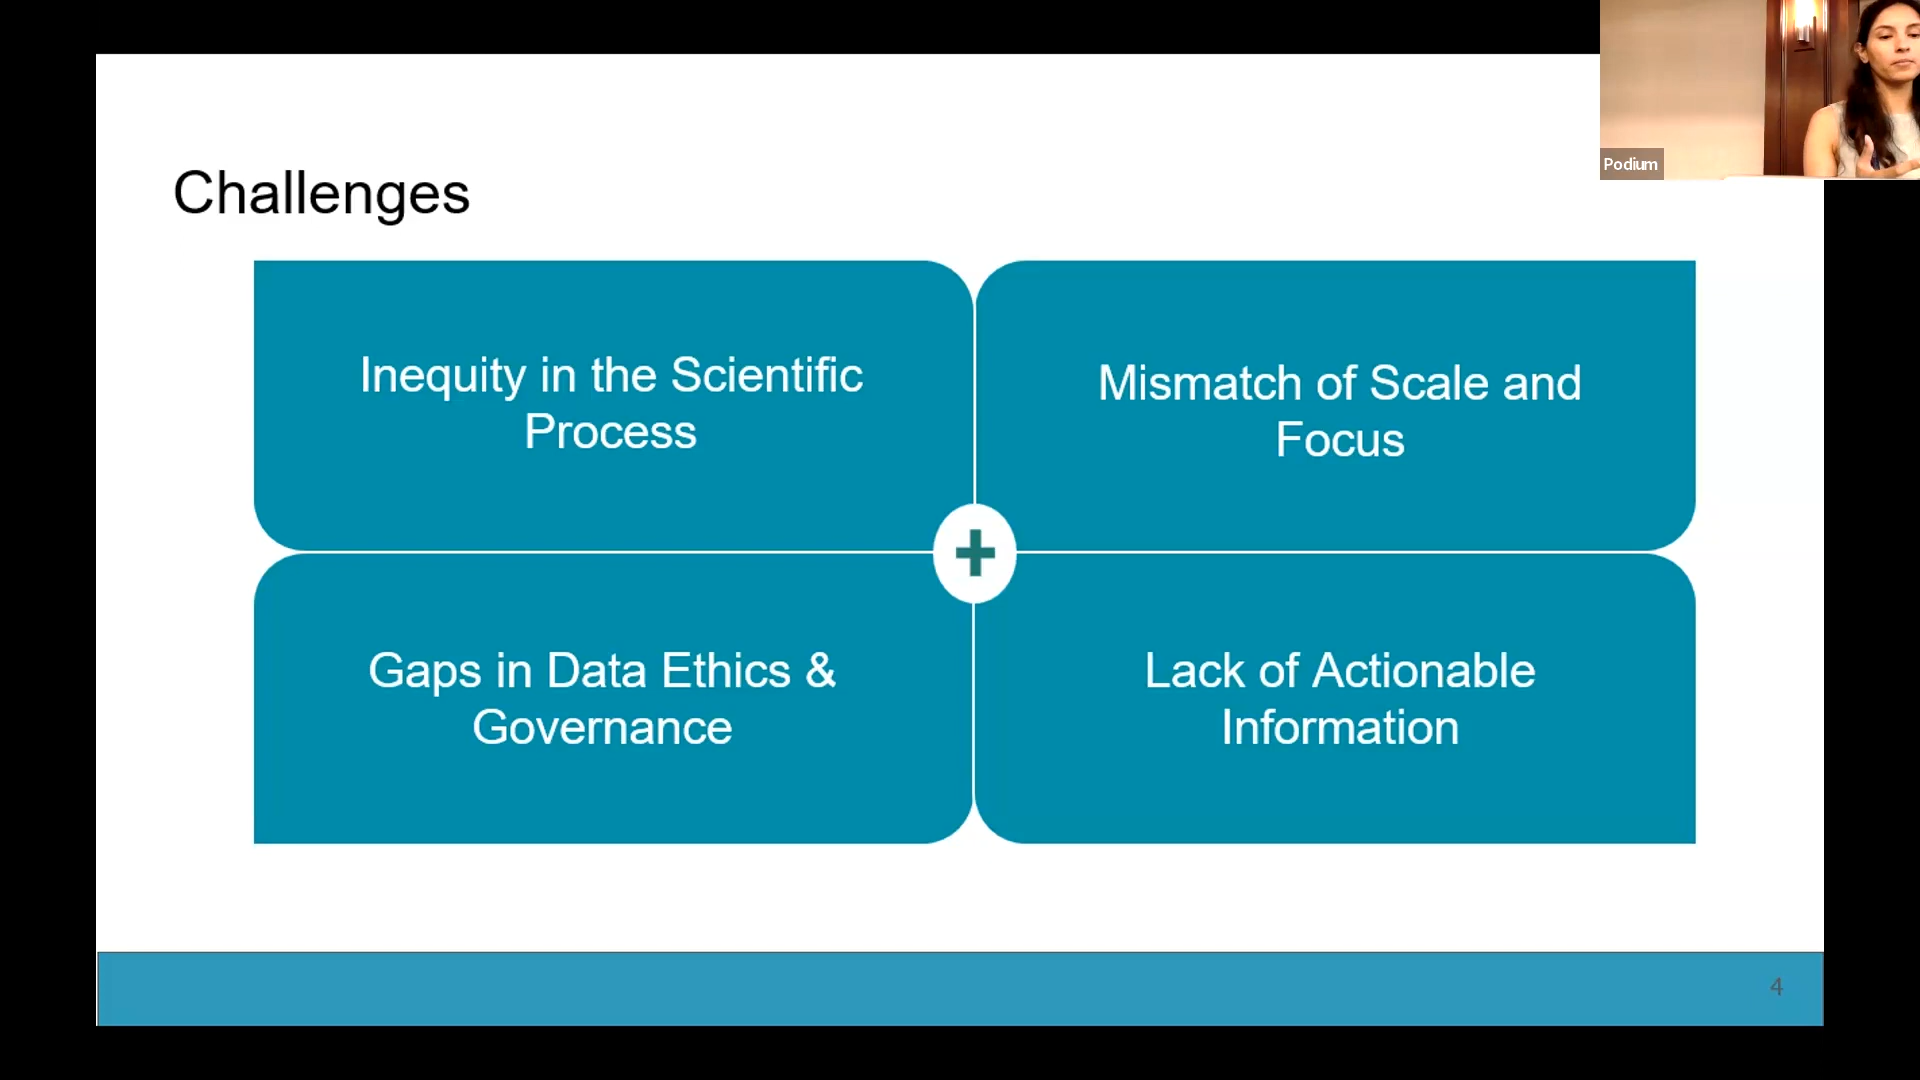 Podium
Challenges
Inequity in the Scientific
Process
Mismatch of Scale and
Focus
Gaps in Data Ethics &
Governance
Lack of Actionable
Information
4